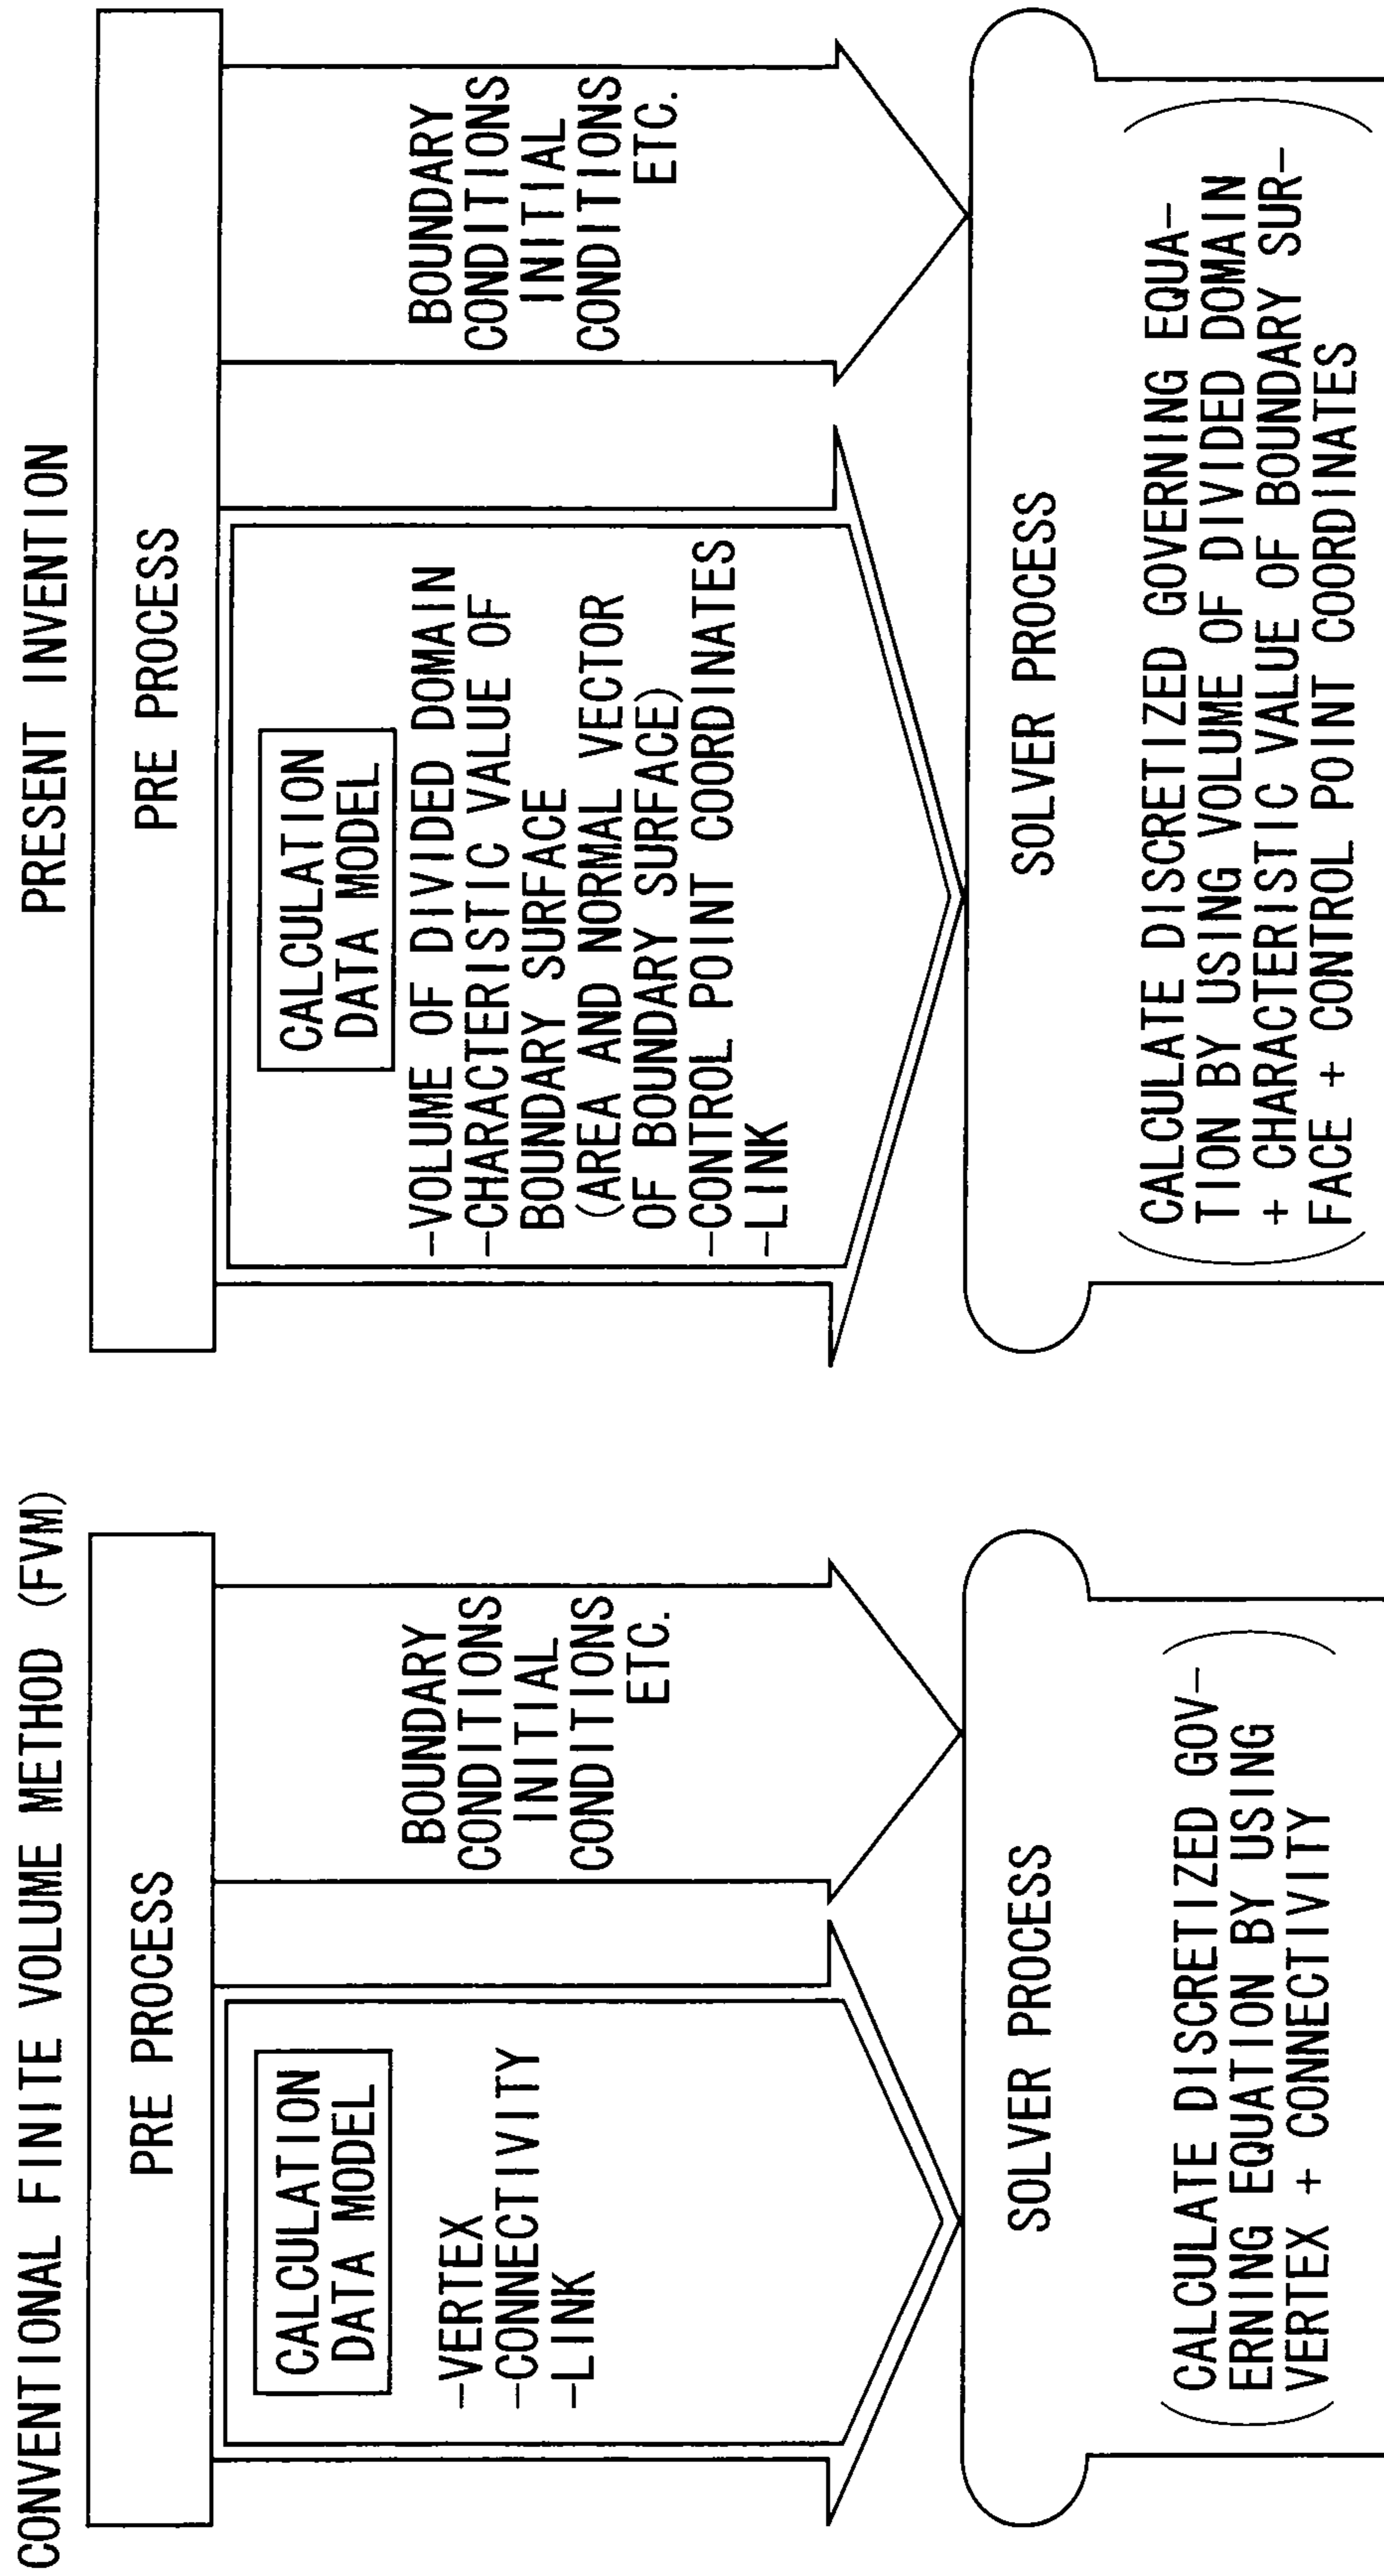 CONVENTIONAL FINITE VOLUME METHOD (FVM)
PRE PROCESS
CALCULATION
DATA MODEL
-VERTEX
-CONNECTIVITY
-LINK
BOUNDARY
CONDITIONS
INITIAL
CONDITIONS
ETC.
SOLVER PROCESS
(CALCULATE DISCRETIZED GOV-
ERNING EQUATION BY USING
VERTEX + CONNECTIVITY)
PRESENT INVENTION
PRE PROCESS
CALCULATION
DATA MODEL
-VOLUME OF DIVIDED DOMAIN
-CHARACTERISTIC VALUE OF
BOUNDARY SURFACE
(AREA AND NORMAL VECTOR
OF BOUNDARY SURFACE)
-CONTROL POINT COORDINATES
-LINK
BOUNDARY
CONDITIONS
INITIAL
CONDITIONS
ETC.
SOLVER PROCESS
(CALCULATE DISCRETIZED GOVERNING EQUA-
TION BY USING VOLUME OF DIVIDED DOMAIN
+ CHARACTERISTIC VALUE OF BOUNDARY SUR-
FACE + CONTROL POINT COORDINATES)